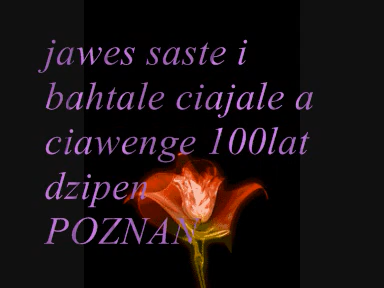 jawes saste i
bahtale ciajale a
ciawenge 100lat
dzipen
POZNAN